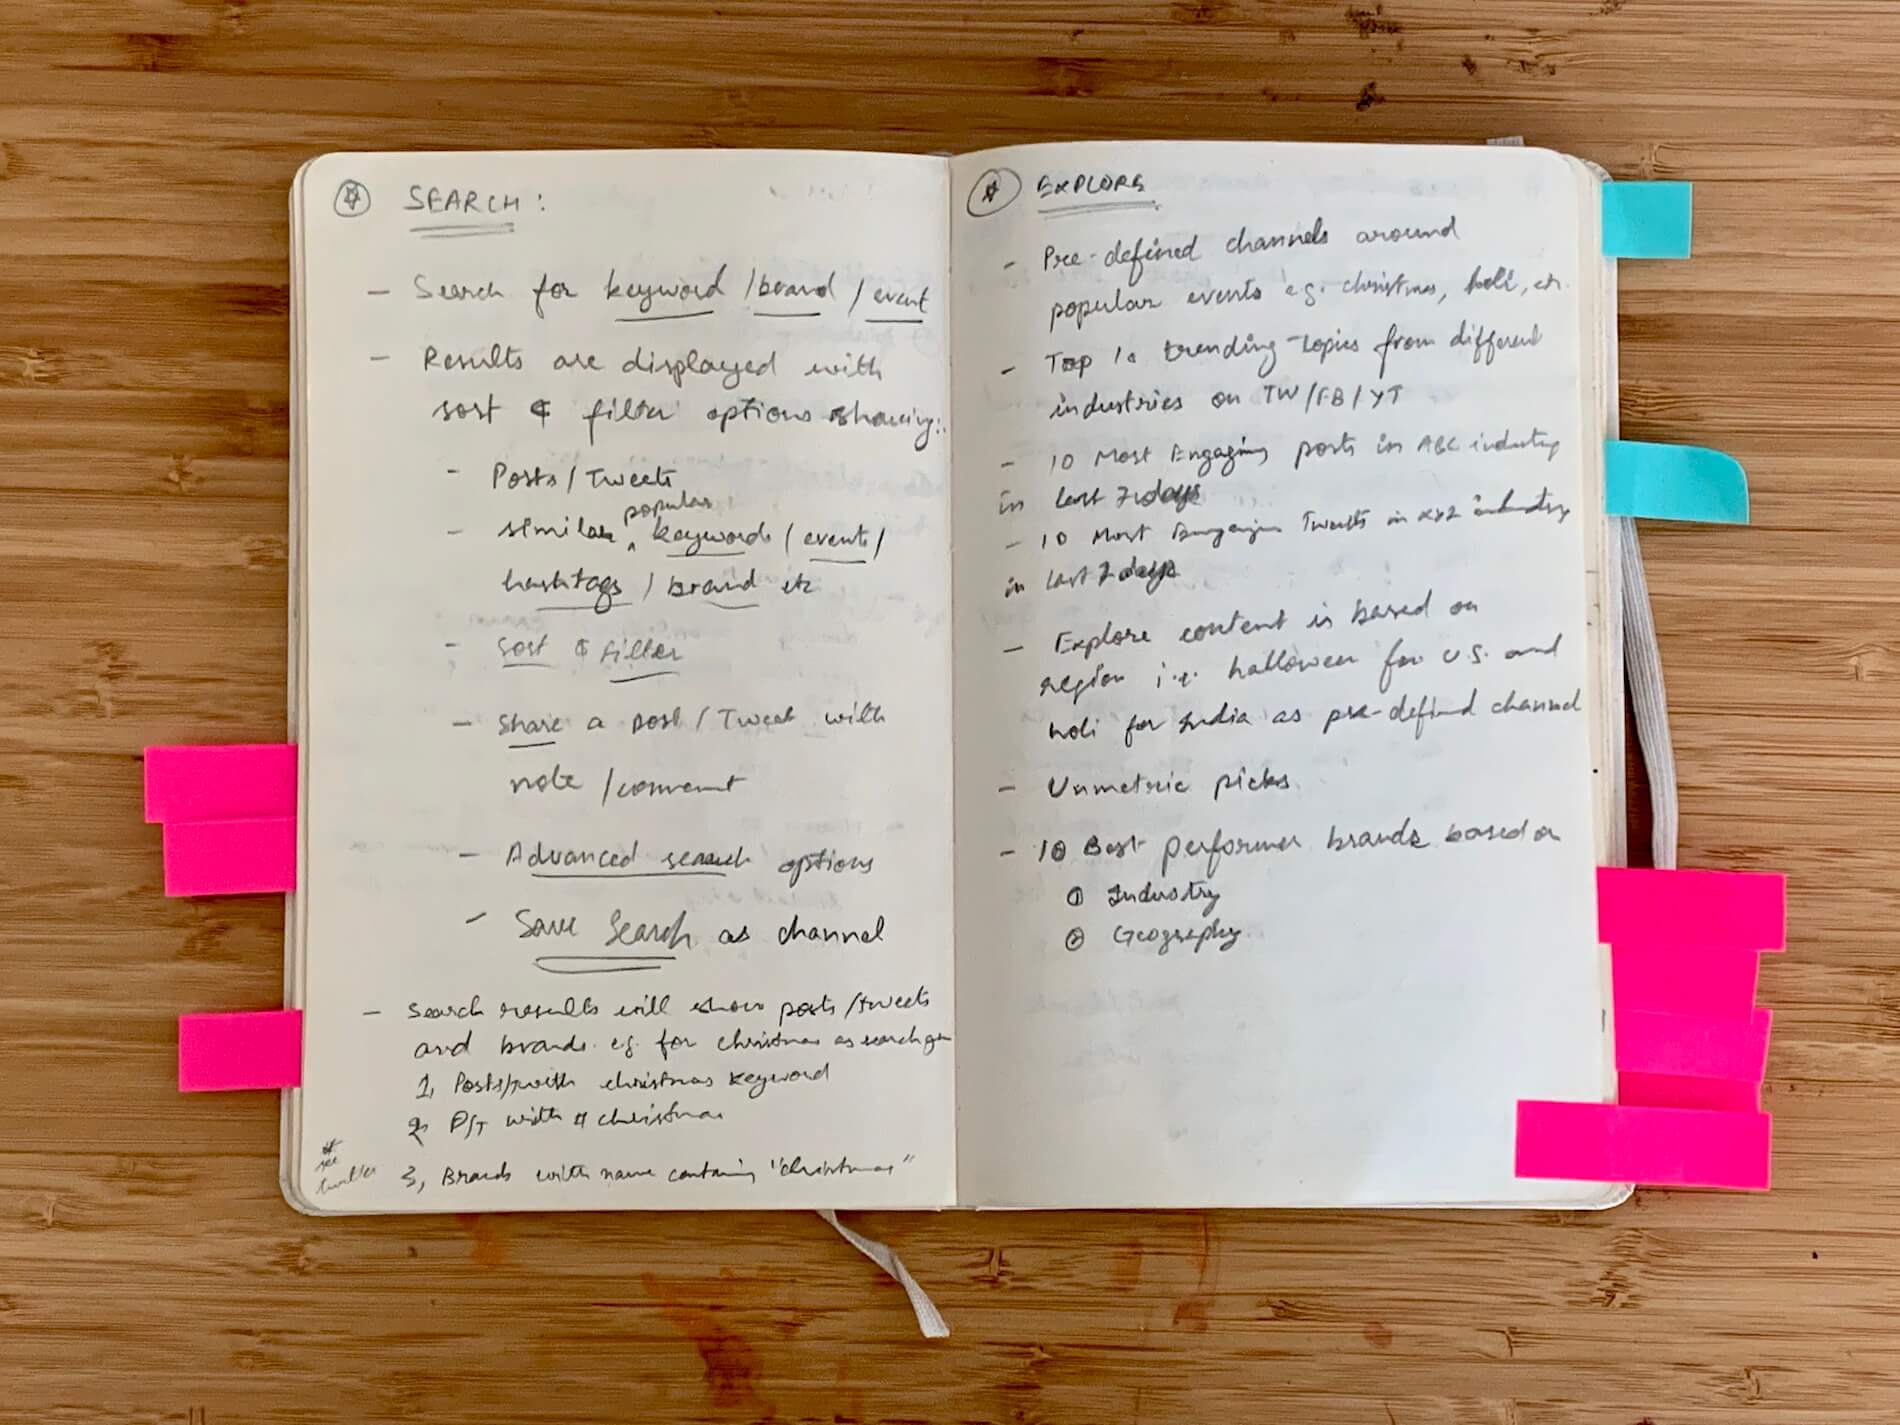 SEARCH:
- Search for keyword / brand / event
- Results are displayed with
sort & filter options showing:
- Posts / Tweets
popular
- similar ^ keywords / events /
hashtags / Brand etc
- Sort & filter
- Share a post / Tweet with
note / comment
- Advanced search options
- Save Search as channel
- Search results will show posts / tweets
and brands. e.g. for christmas as search
1, Posts/ with christmas keyword
2, P/T with # christmas
* see
twitter
3, Brands with name containing "christmas"
EXPLORE
- Pre-defined channels around
popular events e.g. christmas, holi, etc.
- Top 10 trending topics from different
industries on TW / FB / YT
- 10 Most Engaging posts in ABC industry
in last 7 days
- 10 Most Engaging Tweets in XYZ industry
in last 7 days
- Explore content is based on
region i.e. halloween for U.S. and
holi for India as pre-defined channel
- Unmetric picks
- 10 Best performer brands based on
① Industry
② Geography